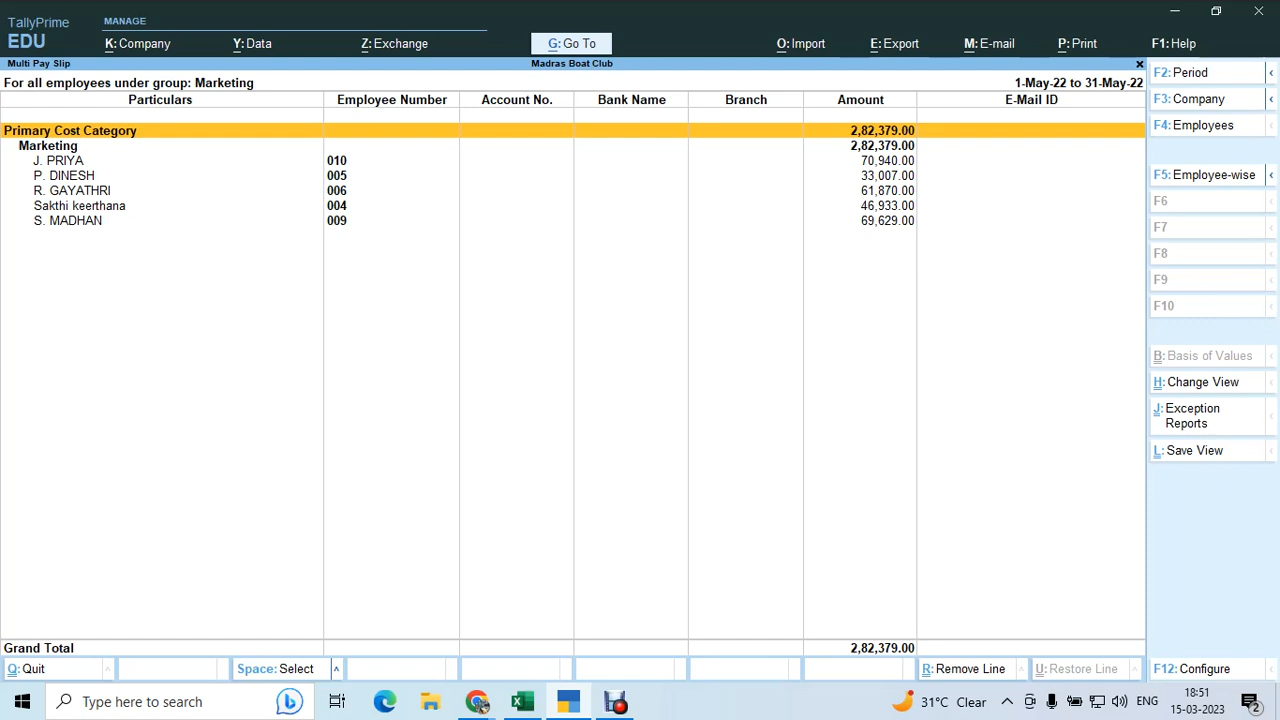 TallyPrime
EDU
MANAGE
K: Company
Y: Data
Z: Exchange
G: Go To
O: Import
E: Export
M: E-mail
P: Print
F1: Help
Multi Pay Slip
Madras Boat Club
For all employees under group: Marketing
1-May-22 to 31-May-22
Particulars Employee Number Account No. Bank Name Branch Amount E-Mail ID
Primary Cost Category 2,82,379.00
Marketing 2,82,379.00
J. PRIYA 010 70,940.00
P. DINESH 005 33,007.00
R. GAYATHRI 006 61,870.00
Sakthi keerthana 004 46,933.00
S. MADHAN 009 69,629.00
Grand Total 2,82,379.00
F2: Period
F3: Company
F4: Employees
F5: Employee-wise
F6
F7
F8
F9
F10
B: Basis of Values
H: Change View
J: Exception
Reports
L: Save View
Q: Quit
Space: Select
R: Remove Line
U: Restore Line
F12: Configure
Type here to search
31°C Clear
ENG
18:51
15-03-2023
2